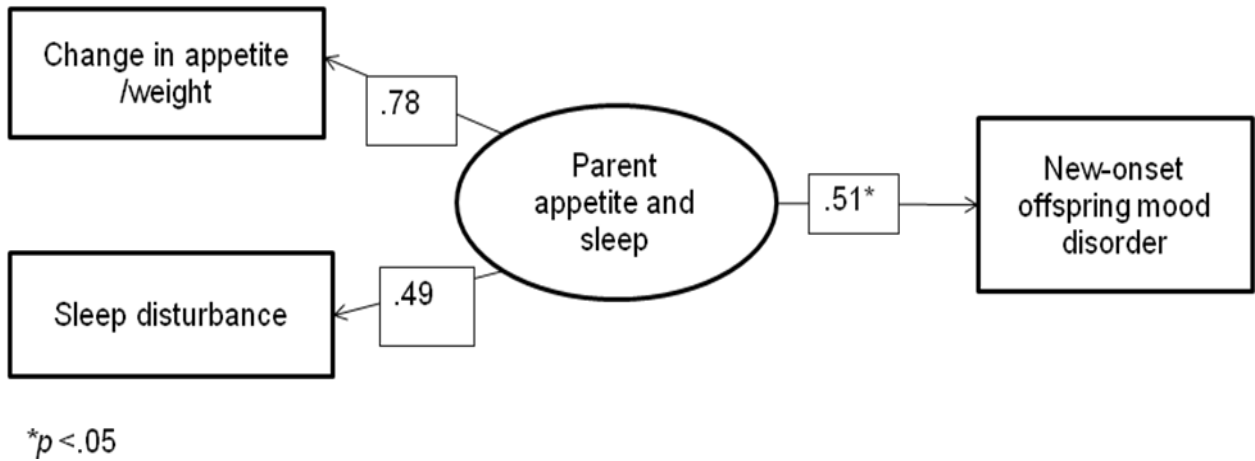 Change in appetite
/weight
.78
Parent
appetite and
sleep
.51*
New-onset
offspring mood
disorder
Sleep disturbance
.49
*p <.05